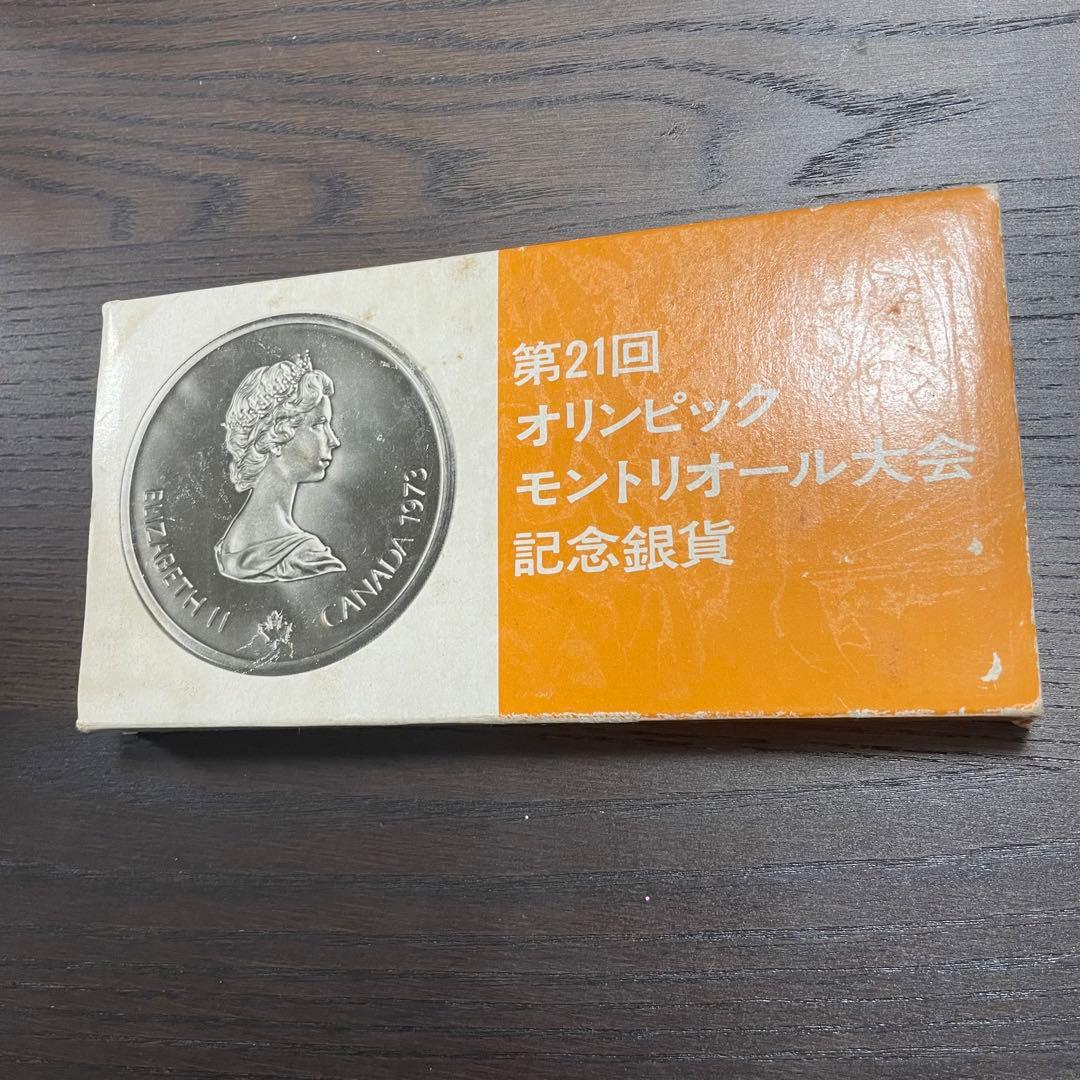 ELIZABETH II
CANADA 1973
第21回
オリンピック
モントリオール大会
記念銀貨